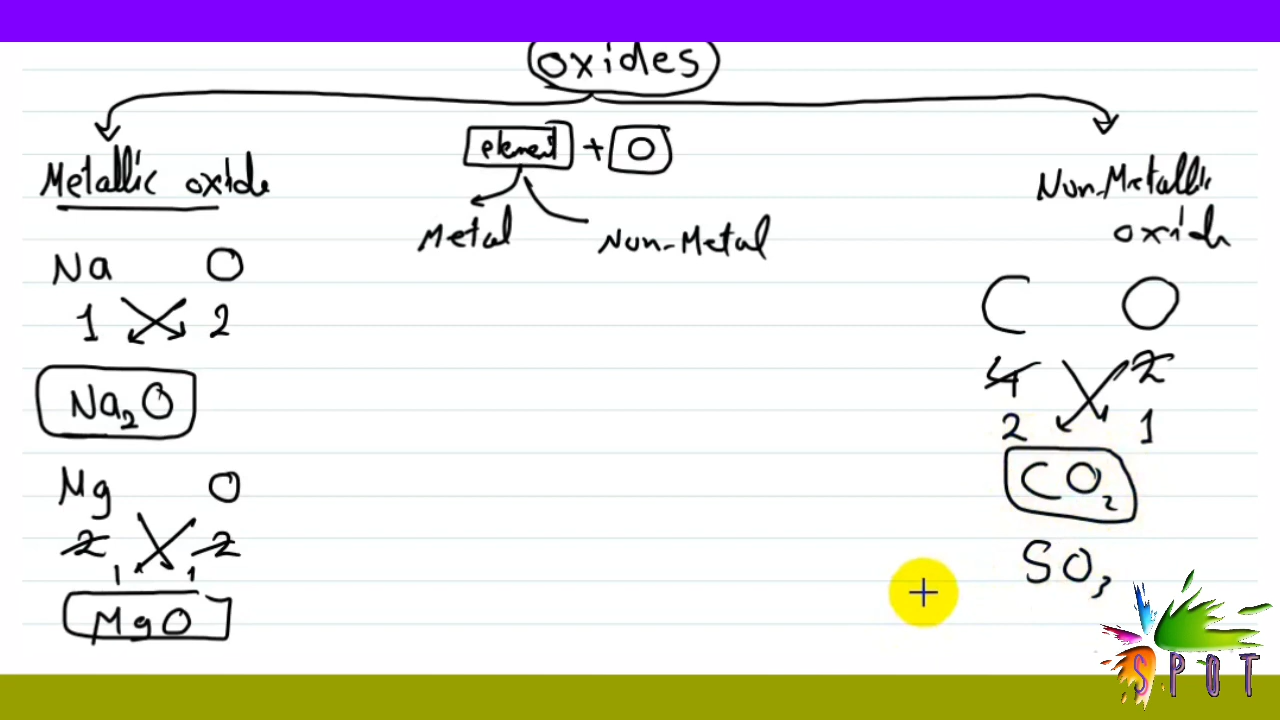 oxides
element + O
Metal
Non-Metal
Metallic oxide
Na O
1 2
Na₂O
Mg O
2 2
1 1
MgO
Non-Metallic
oxide
C O
4 2
2 1
CO₂
SO₃
SPOT